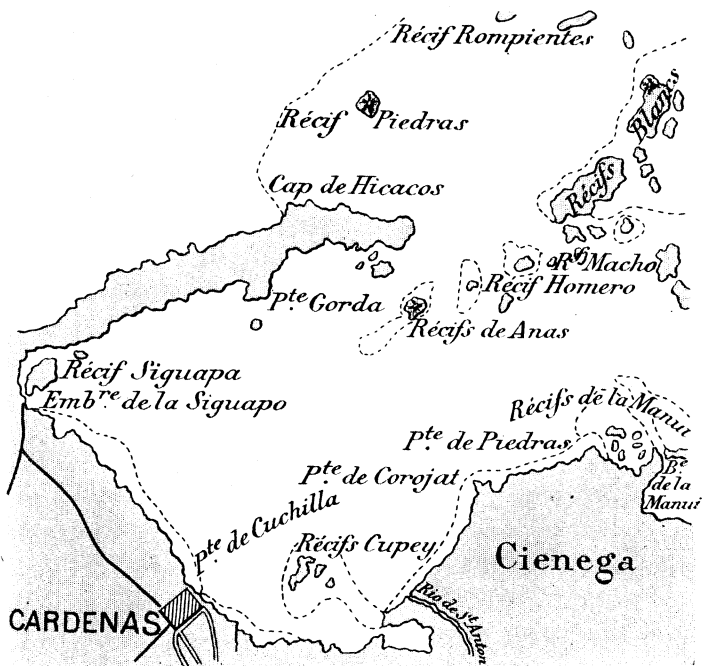 Récif Rompientes
Récif Piedras
Blancs
Récifs
Cap de Hicacos
Rfs Macho
Récif Homero
Pte Gorda
Récifs de Anas
Récif Siguapa
Embre de la Siguapo
Récifs de la Manui
Pte de Piedras
Pte de Corojat
Be
de la
Manui
Pte de Cuchilla
Récifs Cupey
Cienega
Rio de St Anton
CARDENAS